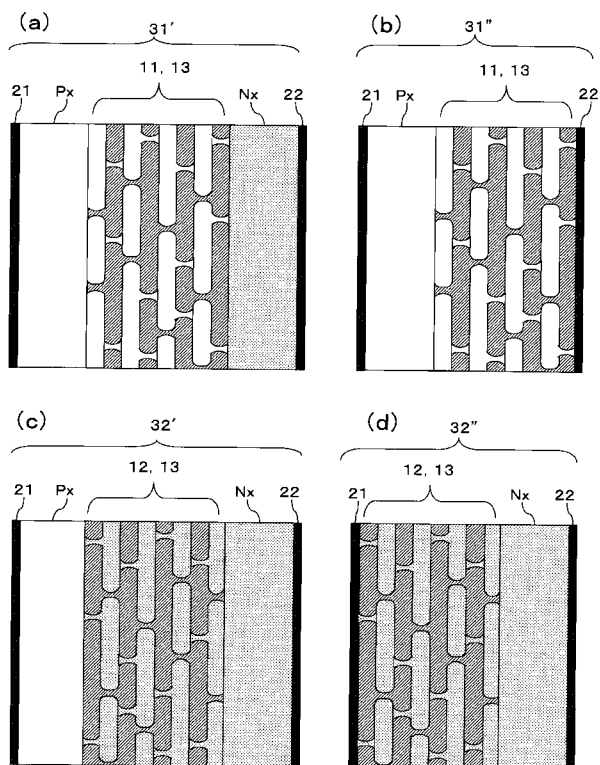 (a)
31′
11, 13
21 Px Nx 22
(b)
31″
11, 13
21 Px 22
(c)
32′
12, 13
21 Px Nx 22
(d)
32″
12, 13
21 Nx 22